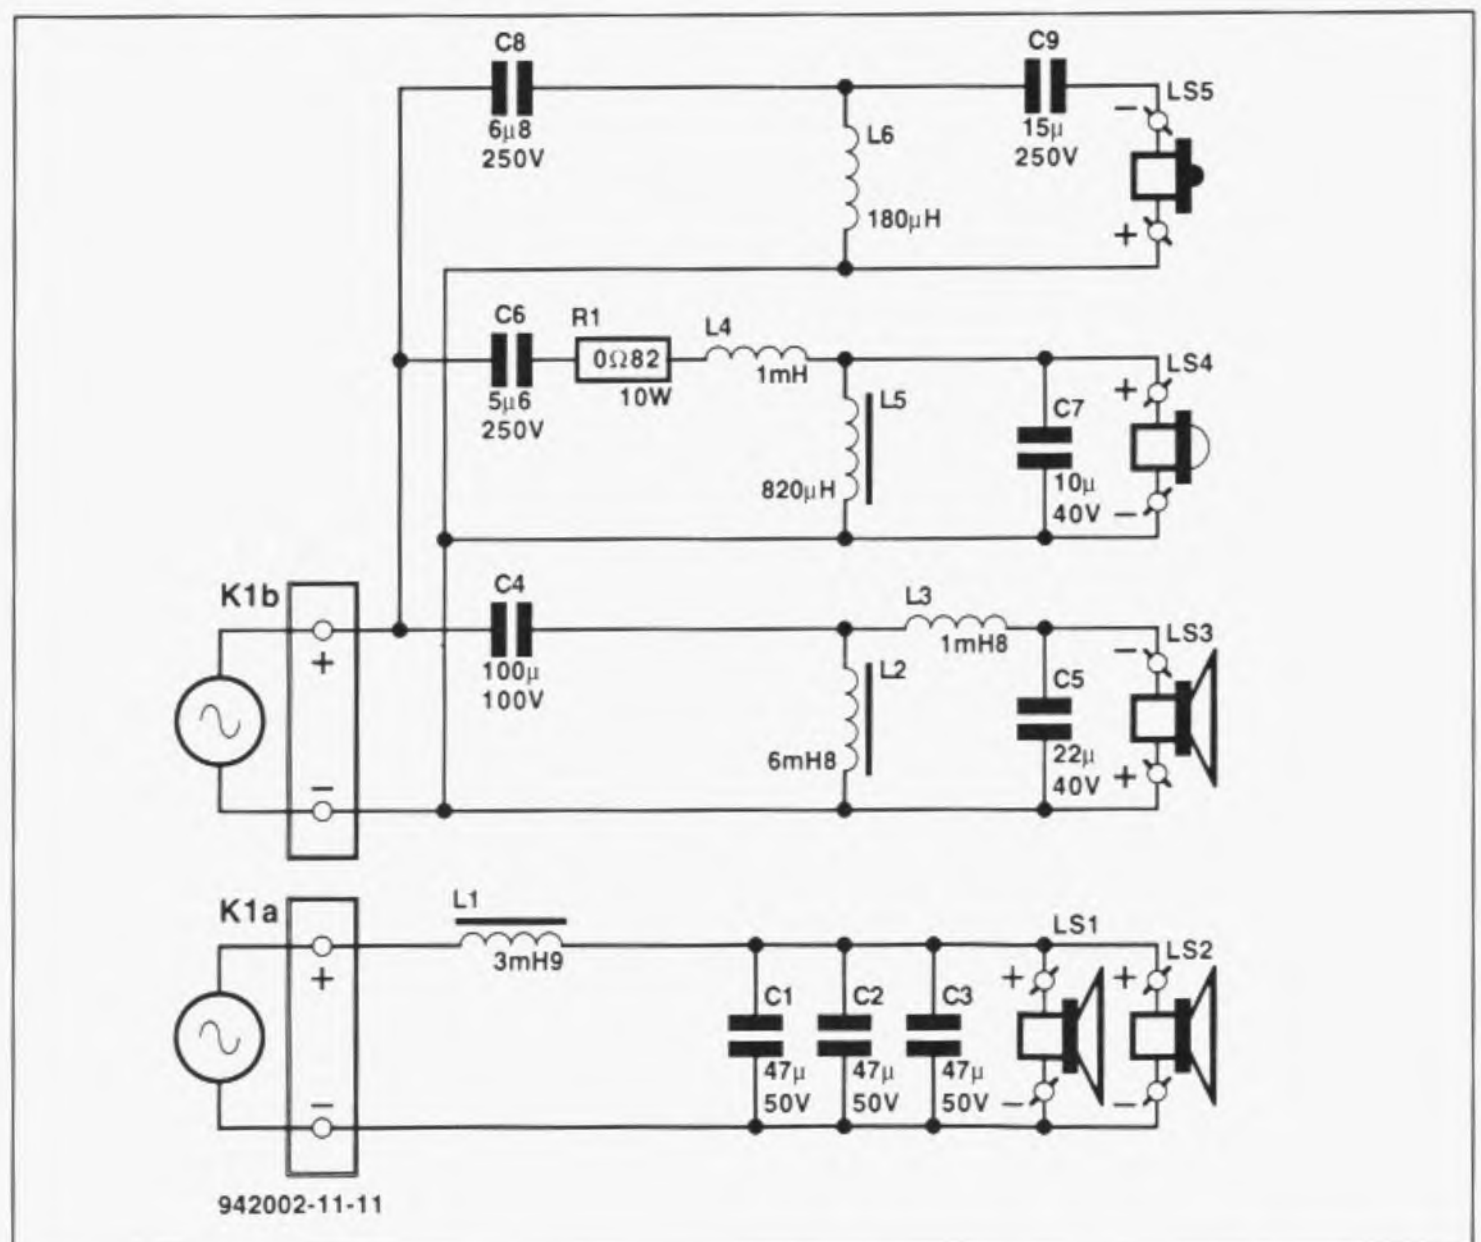 C8
6µ8
250V
C9
15µ
250V
LS5
−
+
L6
180µH
C6
5µ6
250V
R1
0Ω82
10W
L4
1mH
L5
820µH
C7
10µ
40V
LS4
+
−
K1b
+
−
C4
100µ
100V
L3
1mH8
L2
6mH8
C5
22µ
40V
LS3
−
+
K1a
+
−
L1
3mH9
C1
47µ
50V
C2
47µ
50V
C3
47µ
50V
LS1
+
−
LS2
+
−
942002-11-11